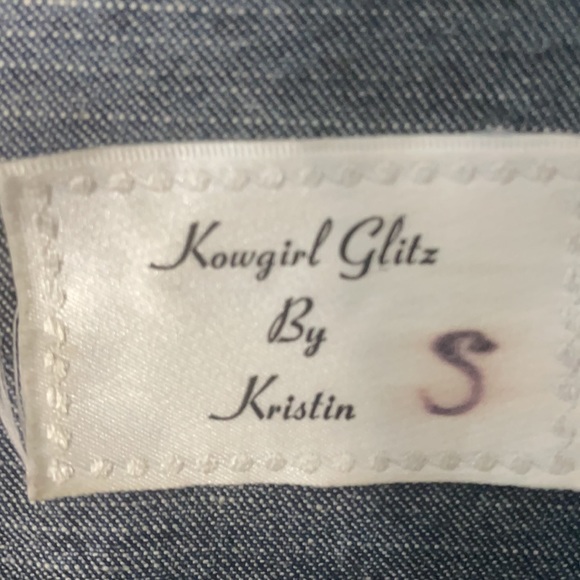 Kowgirl Glitz
By
Kristin
S